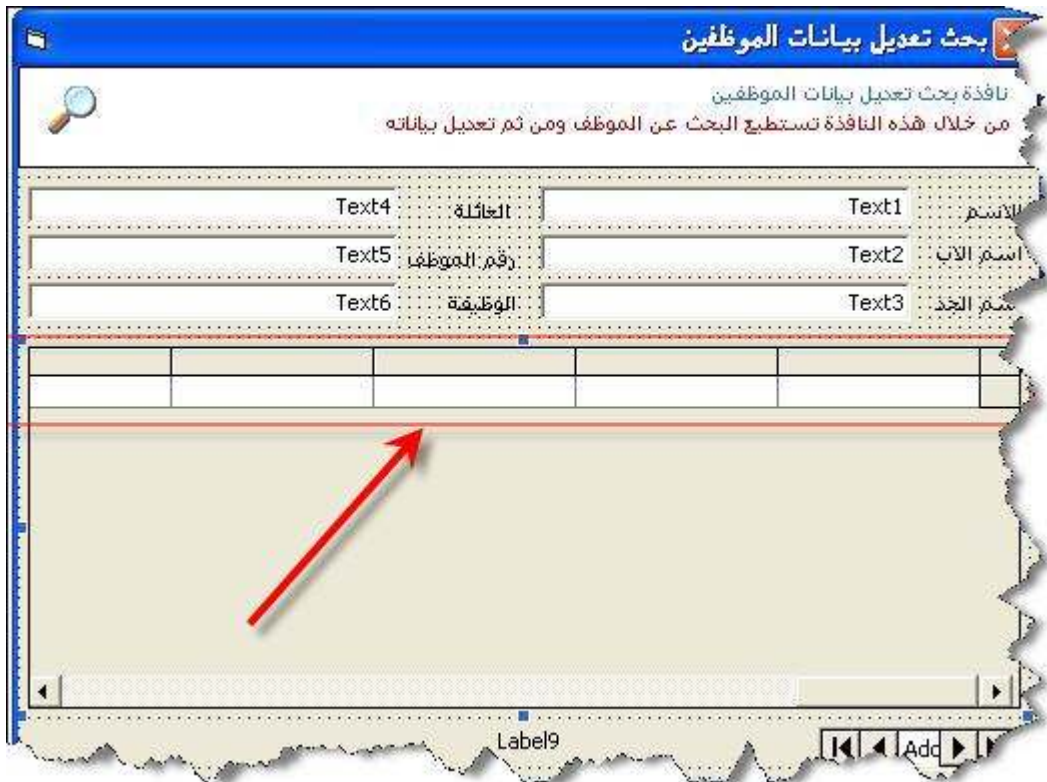 بحث تعديل بيانات الموظفين
نافذة بحث تعديل بيانات الموظفين
من خلال هذه النافذة تستطيع البحث عن الموظف ومن ثم تعديل بياناته
الاسم Text1 العائلة Text4
اسم الاب Text2 رقم الموظف Text5
اسم الجد Text3 الوظيفة Text6
Label9
Ado